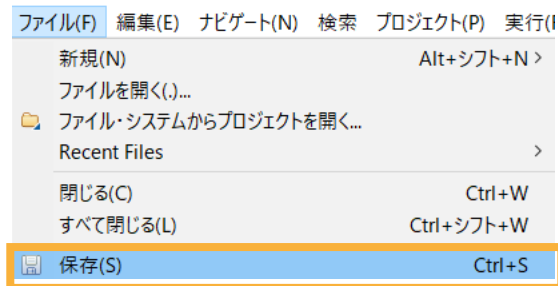 ファイル(F) 編集(E) ナビゲート(N) 検索 プロジェクト(P) 実行(
新規(N) Alt+シフト+N >
ファイルを開く(.)...
ファイル・システムからプロジェクトを開く...
Recent Files >
閉じる(C) Ctrl+W
すべて閉じる(L) Ctrl+シフト+W
保存(S) Ctrl+S